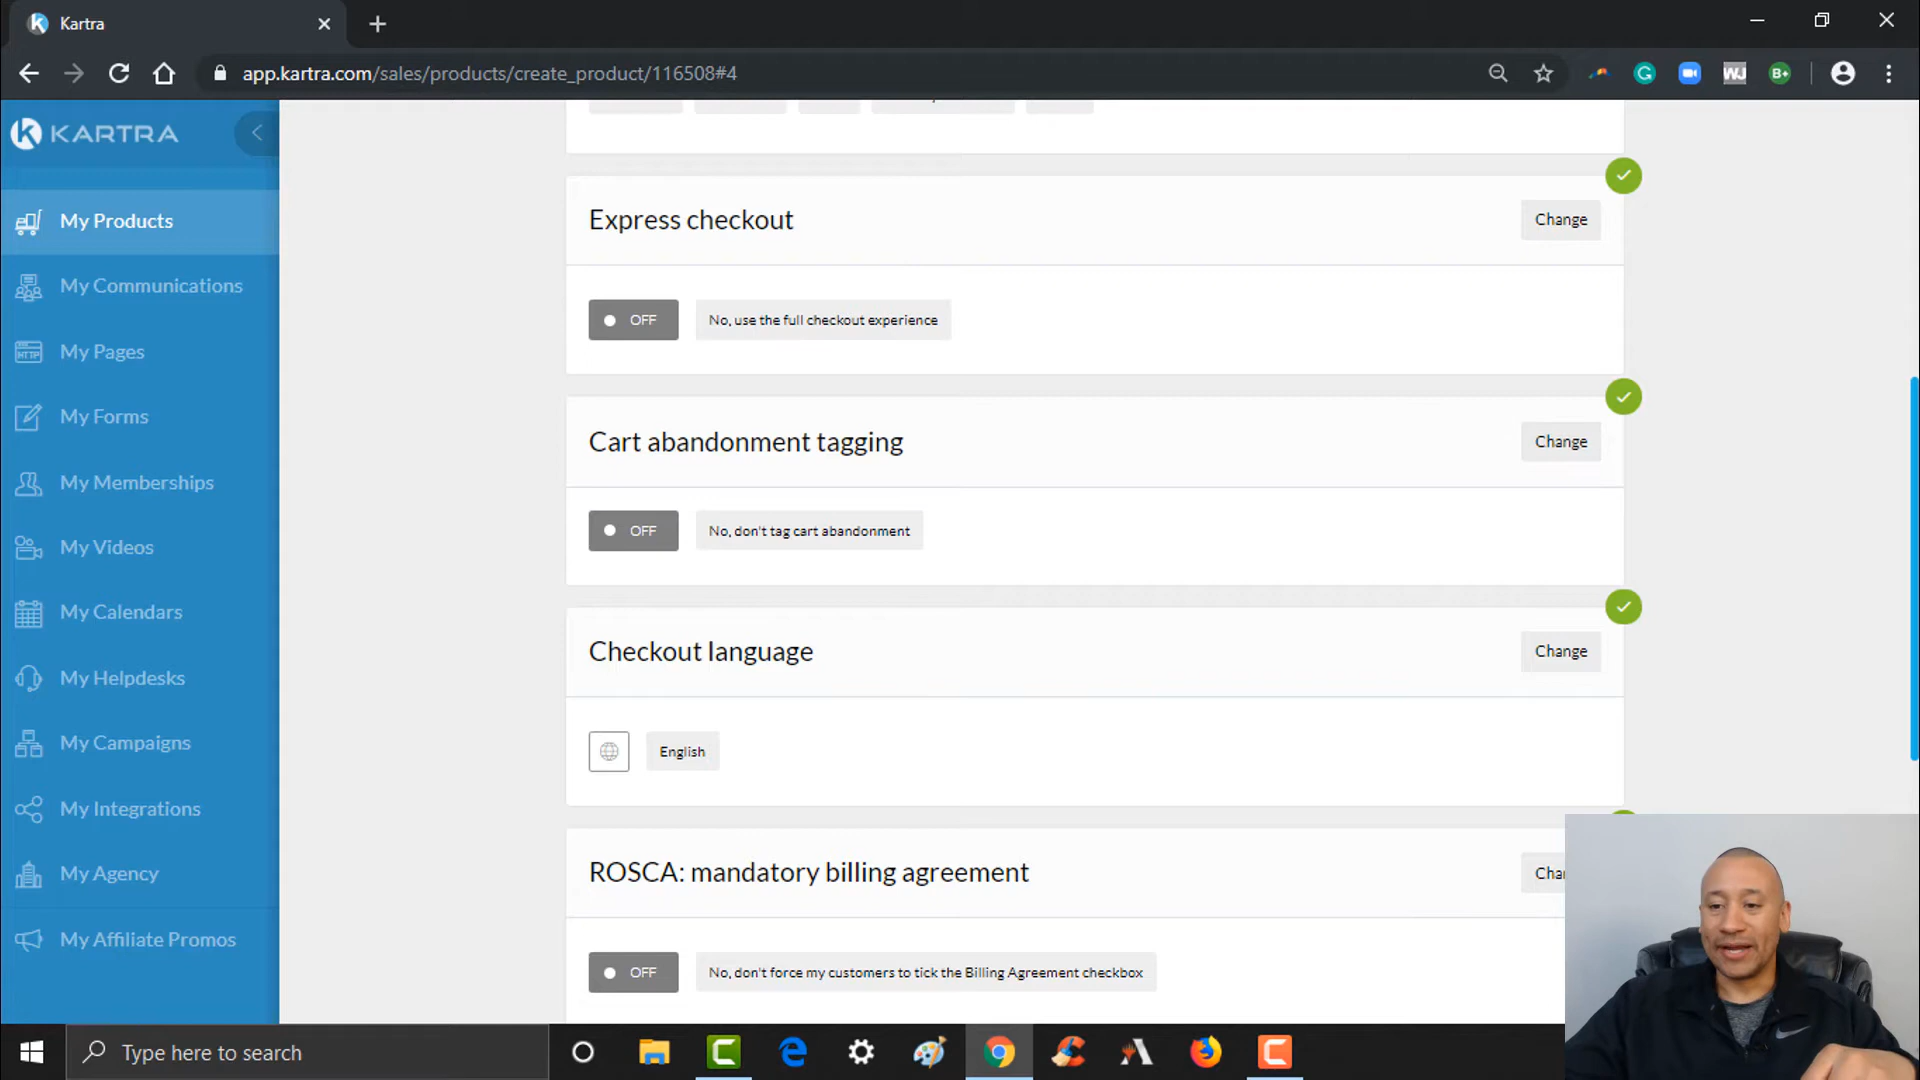 Kartra
app.kartra.com/sales/products/create_product/116508#4
KARTRA
My Products
My Communications
My Pages
My Forms
My Memberships
My Videos
My Calendars
My Helpdesks
My Campaigns
My Integrations
My Agency
My Affiliate Promos
Express checkout
Change
OFF
No, use the full checkout experience
Cart abandonment tagging
Change
OFF
No, don't tag cart abandonment
Checkout language
Change
English
ROSCA: mandatory billing agreement
OFF
No, don't force my customers to tick the Billing Agreement checkbox
Type here to search